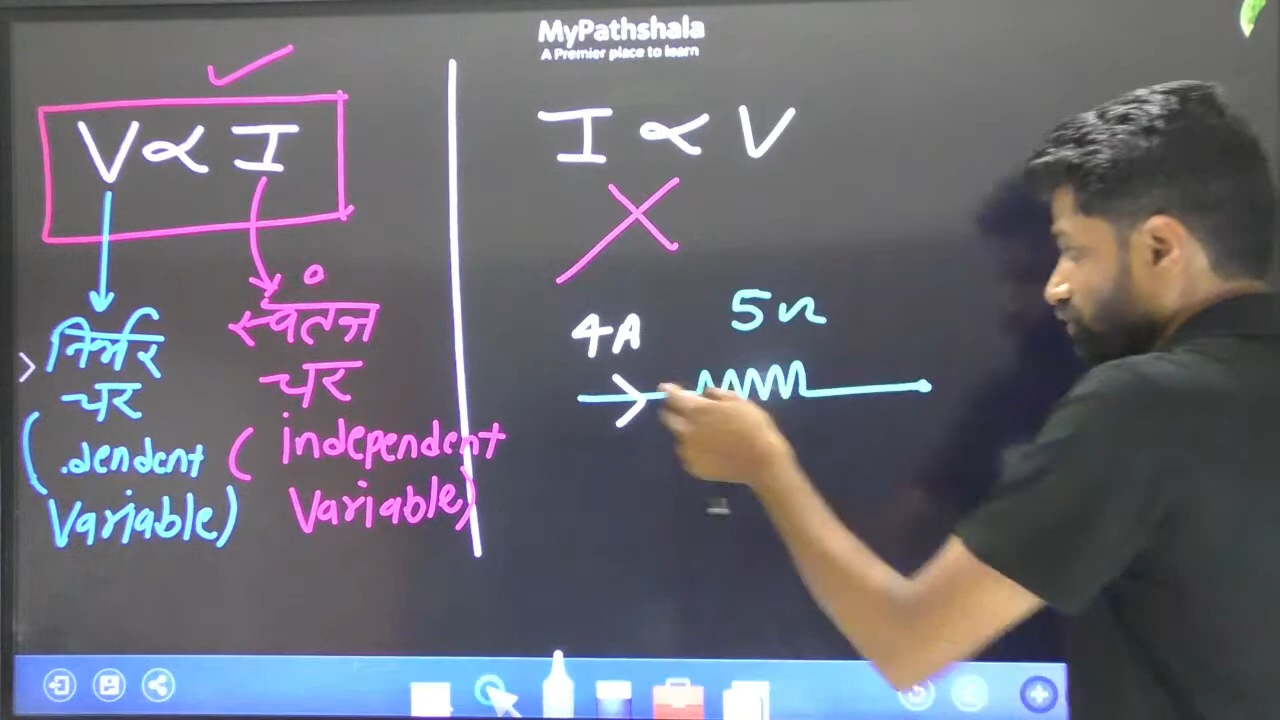 MyPathshala
A Premier place to learn
V ∝ I
निर्भर
चर
(.dendent
Variable)
स्वतंत्र
चर
(independent
Variable)
I ∝ V
4A
5Ω